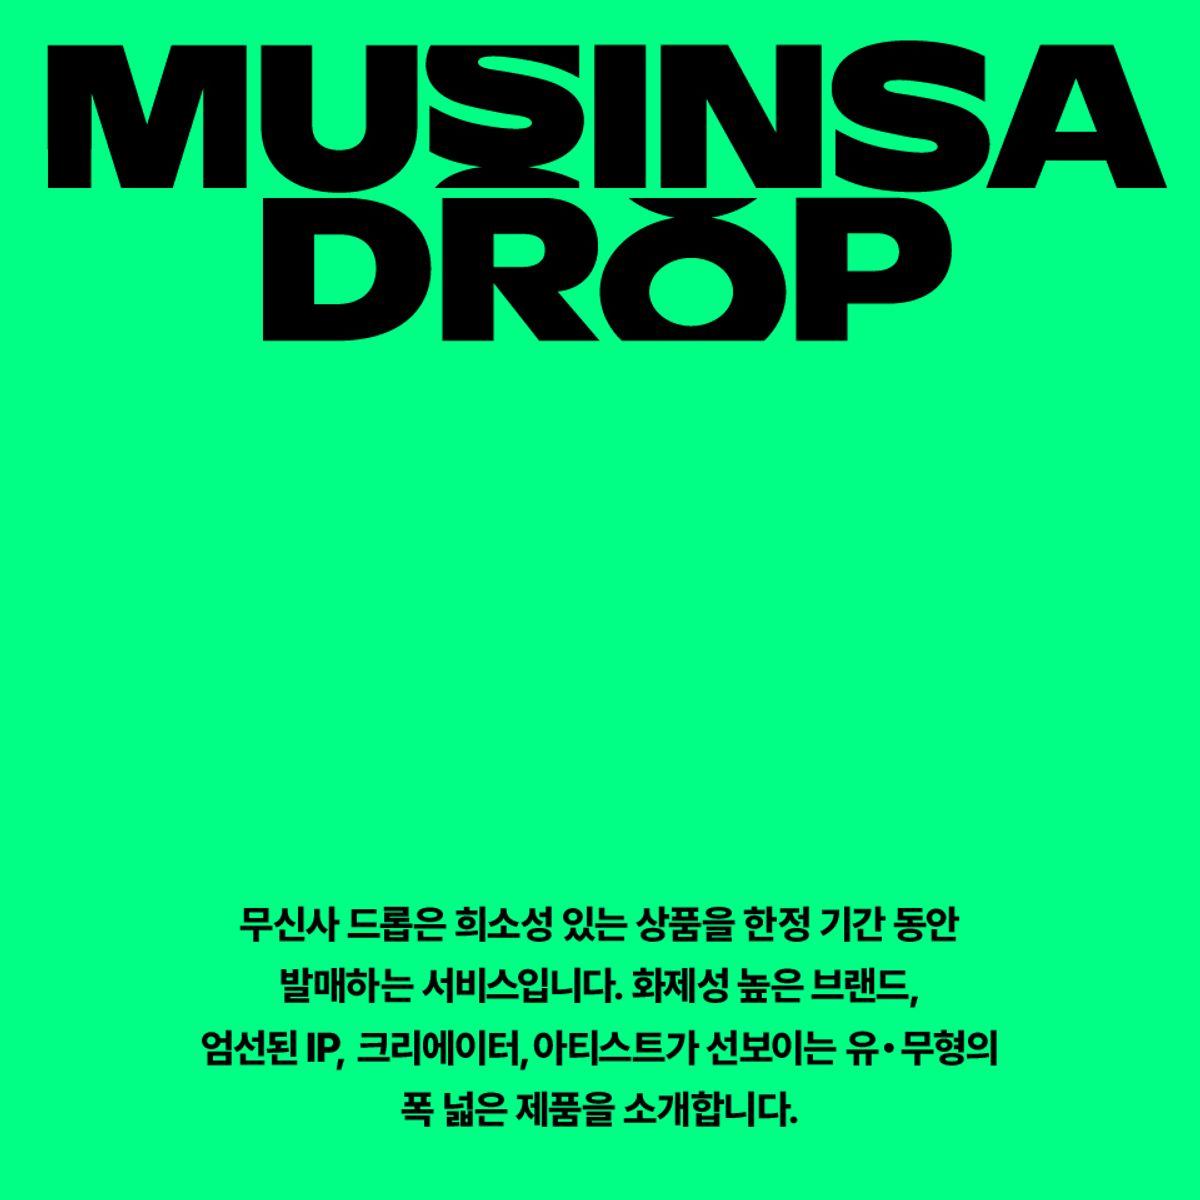 MUSINSA
DROP
무신사 드롭은 희소성 있는 상품을 한정 기간 동안
발매하는 서비스입니다. 화제성 높은 브랜드,
엄선된 IP, 크리에이터, 아티스트가 선보이는 유·무형의
폭 넓은 제품을 소개합니다.